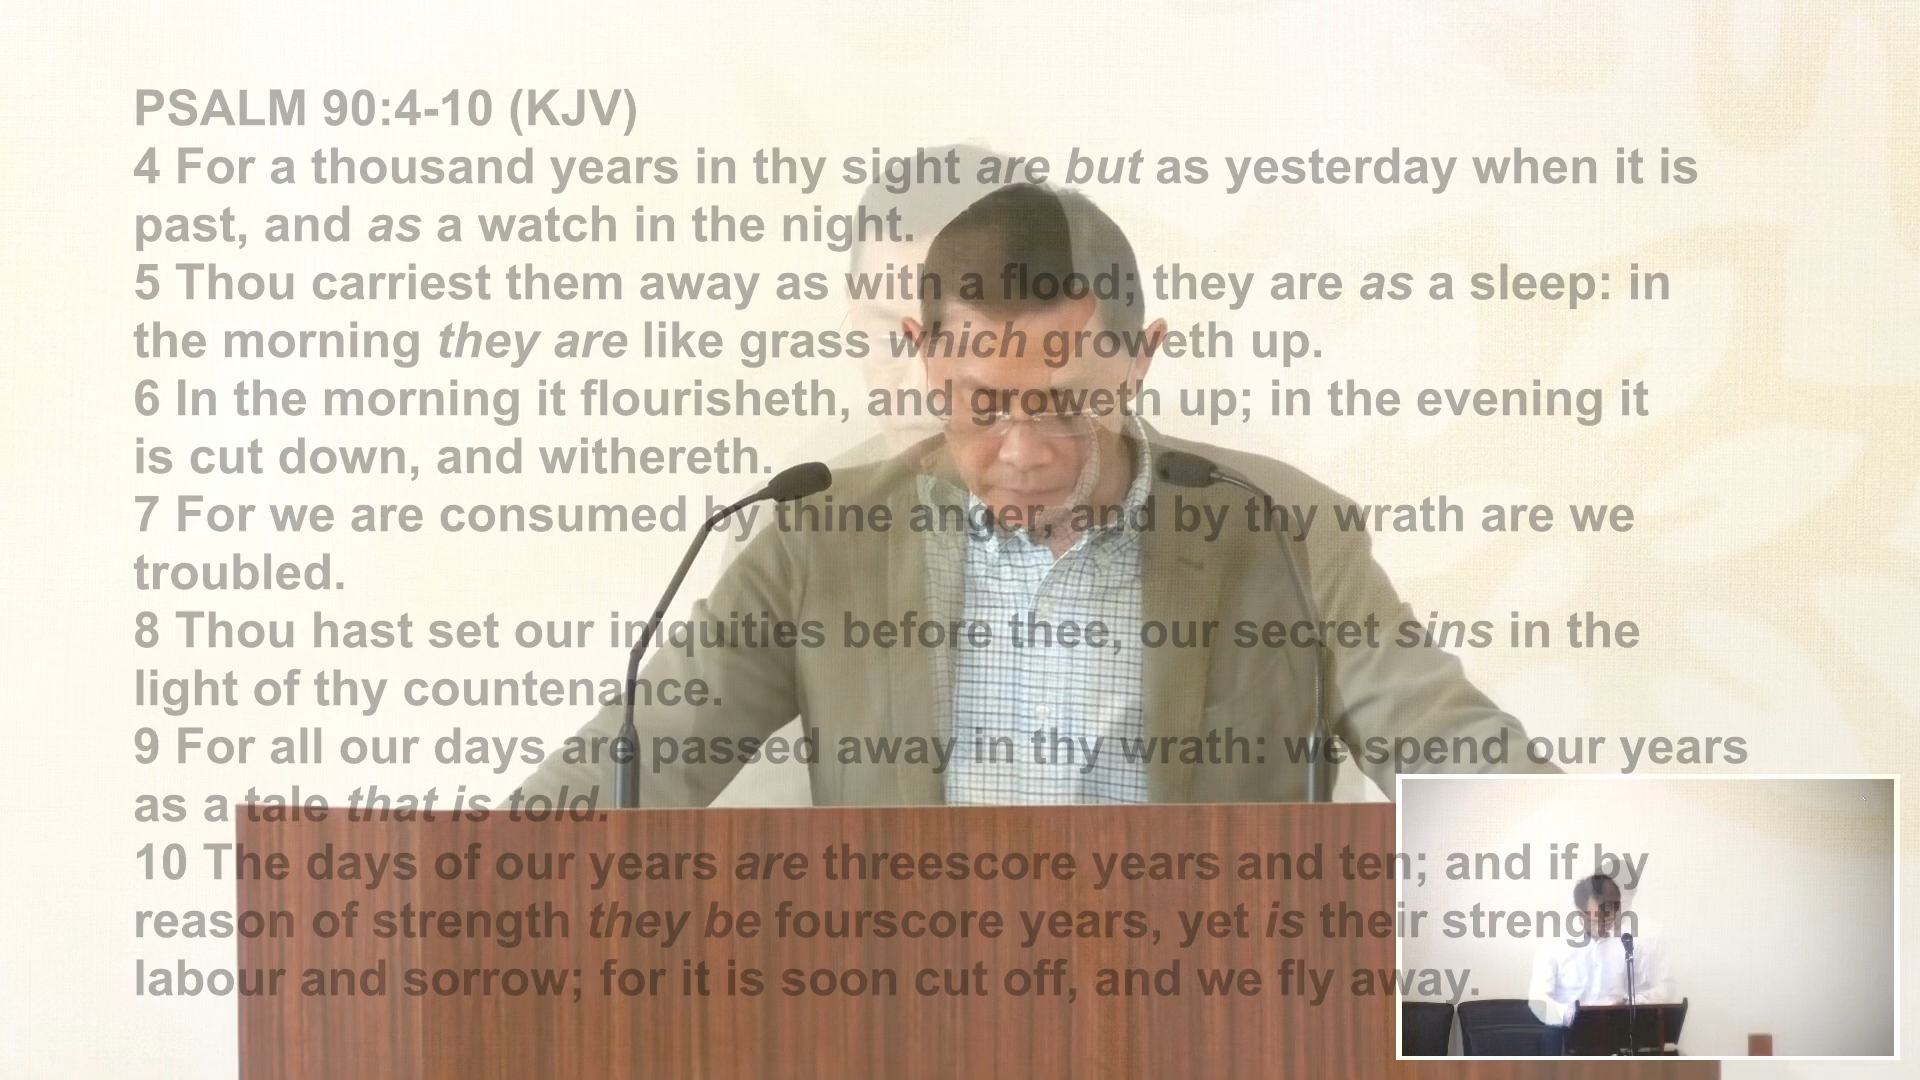 PSALM 90:4-10 (KJV)
4 For a thousand years in thy sight are but as yesterday when it is
past, and as a watch in the night.
5 Thou carriest them away as with a flood; they are as a sleep: in
the morning they are like grass which groweth up.
6 In the morning it flourisheth, and groweth up; in the evening it
is cut down, and withereth.
7 For we are consumed by thine anger, and by thy wrath are we
troubled.
8 Thou hast set our iniquities before thee, our secret sins in the
light of thy countenance.
9 For all our days are passed away in thy wrath: we spend our years
as a tale that is told.
10 The days of our years are threescore years and ten; and if by
reason of strength they be fourscore years, yet is their strength
labour and sorrow; for it is soon cut off, and we fly away.